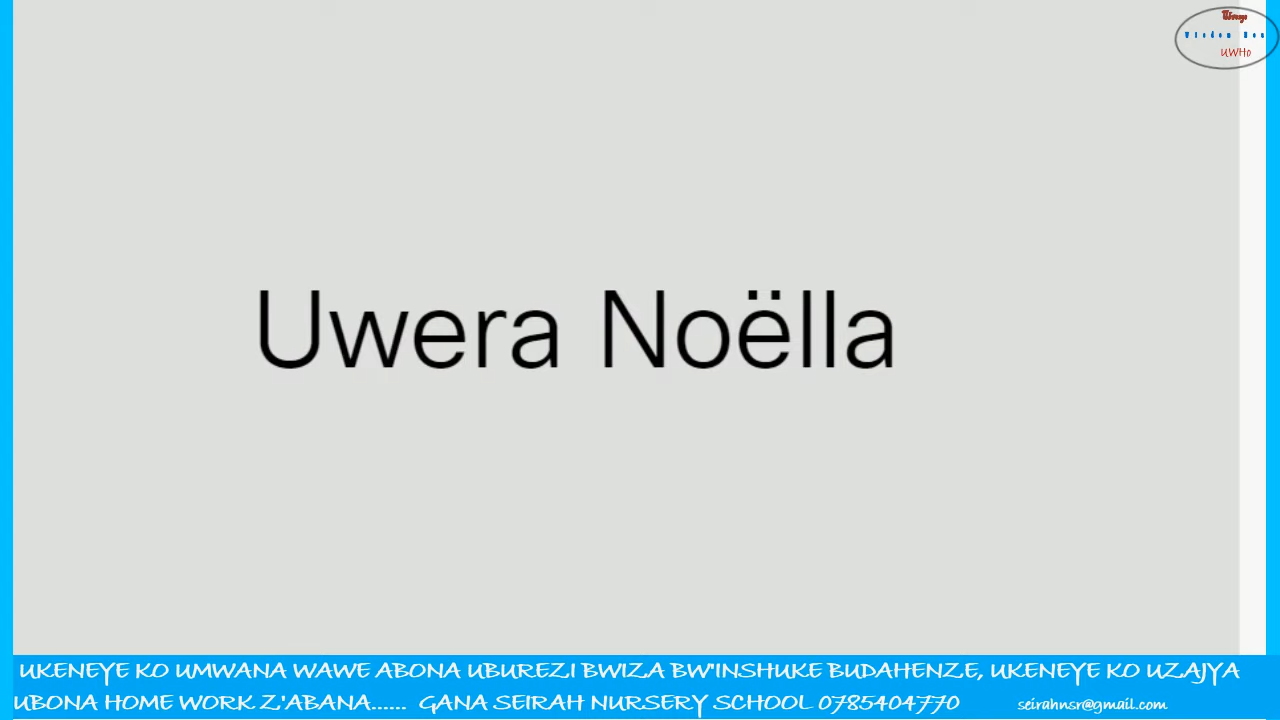 W i s d o m H o u
UWHo
Uwera Noëlla
UKENEYE KO UMWANA WAWE ABONA UBUREZI BWIZA BW'INSHUKE BUDAHENZE, UKENEYE KO UZAJYA
UBONA HOME WORK Z'ABANA...... GANA SEIRAH NURSERY SCHOOL 0785404770 seirahnsr@gmail.com